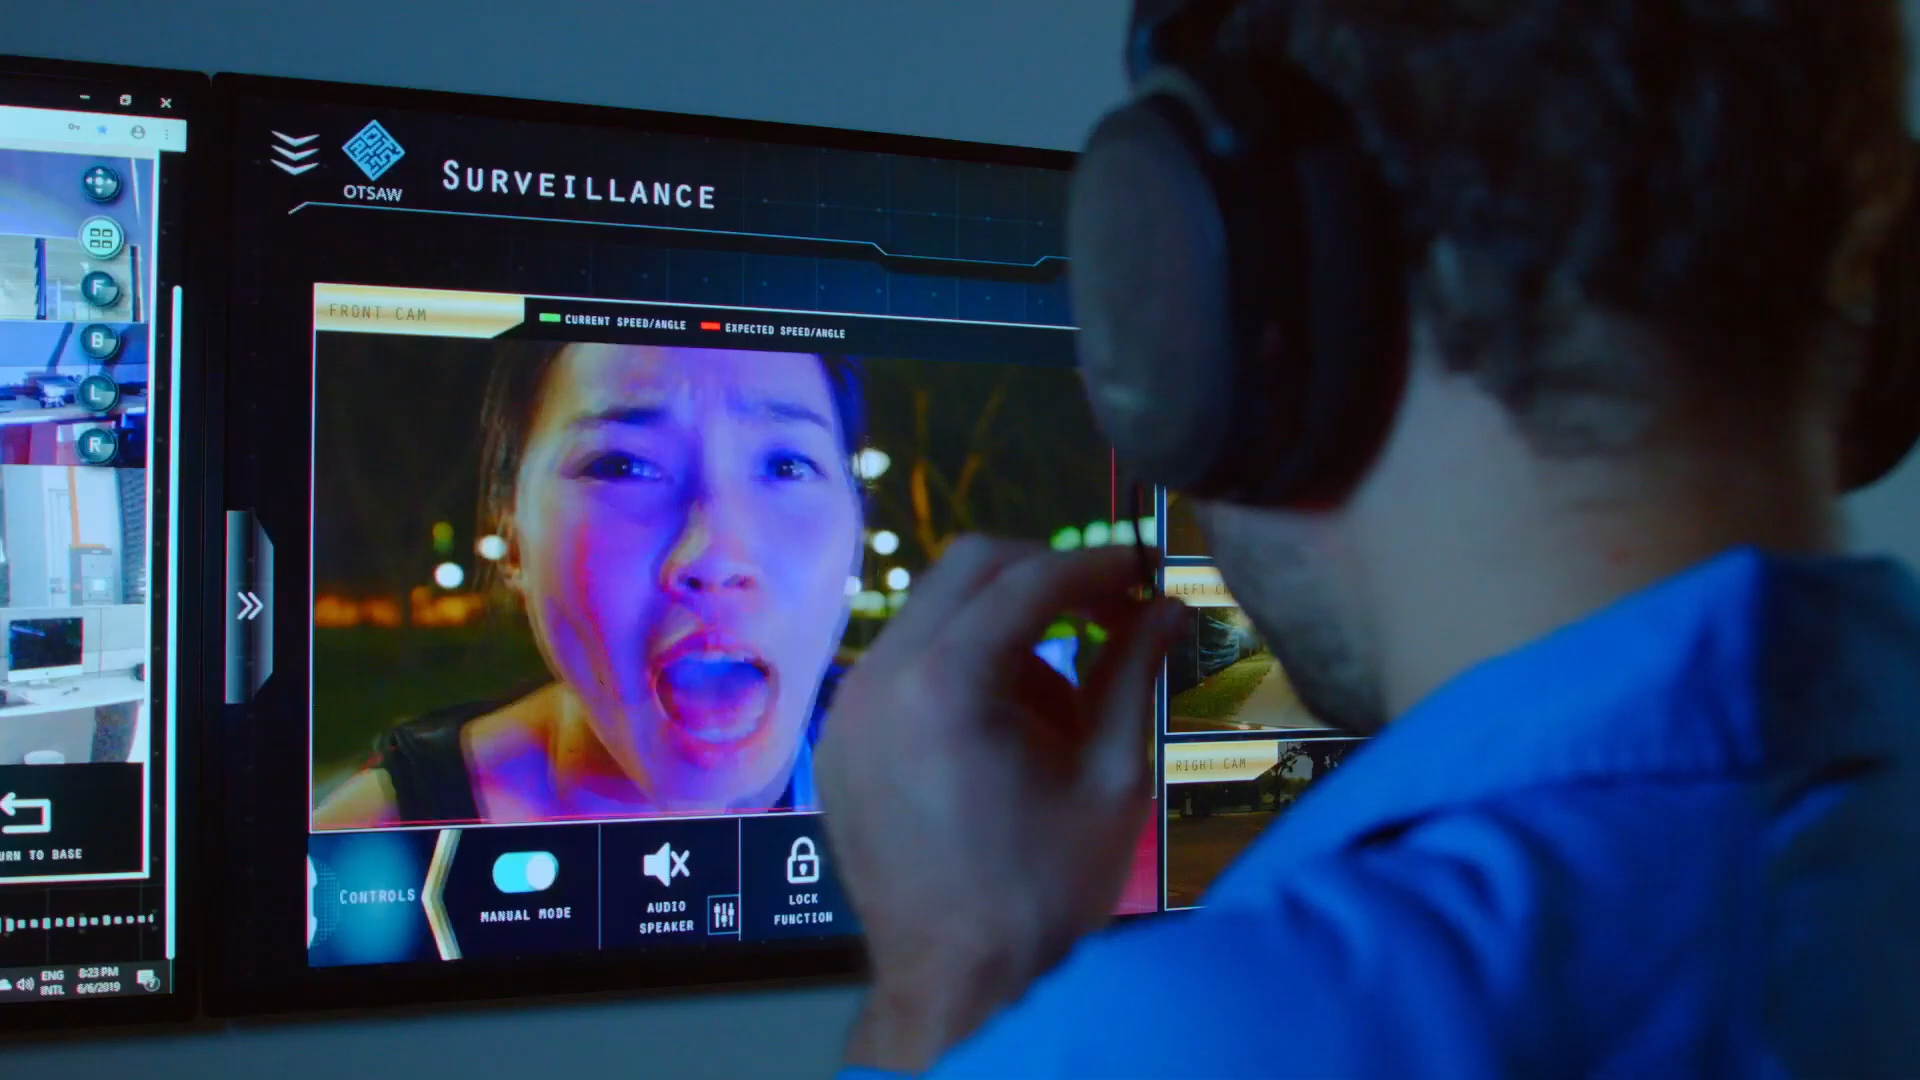 OTSAW
SURVEILLANCE
FRONT CAM
CURRENT SPEED/ANGLE
EXPECTED SPEED/ANGLE
F
B
L
R
LEFT
RIGHT CAM
TO BASE
CONTROLS
MANUAL MODE
AUDIO
SPEAKER
LOCK
FUNCTION
ENG
INTL
8:23 PM
6/6/2019